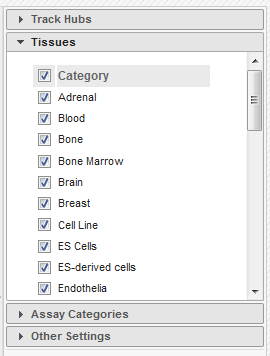 Track Hubs
Tissues
Category
Adrenal
Blood
Bone
Bone Marrow
Brain
Breast
Cell Line
ES Cells
ES-derived cells
Endothelia
Assay Categories
Other Settings